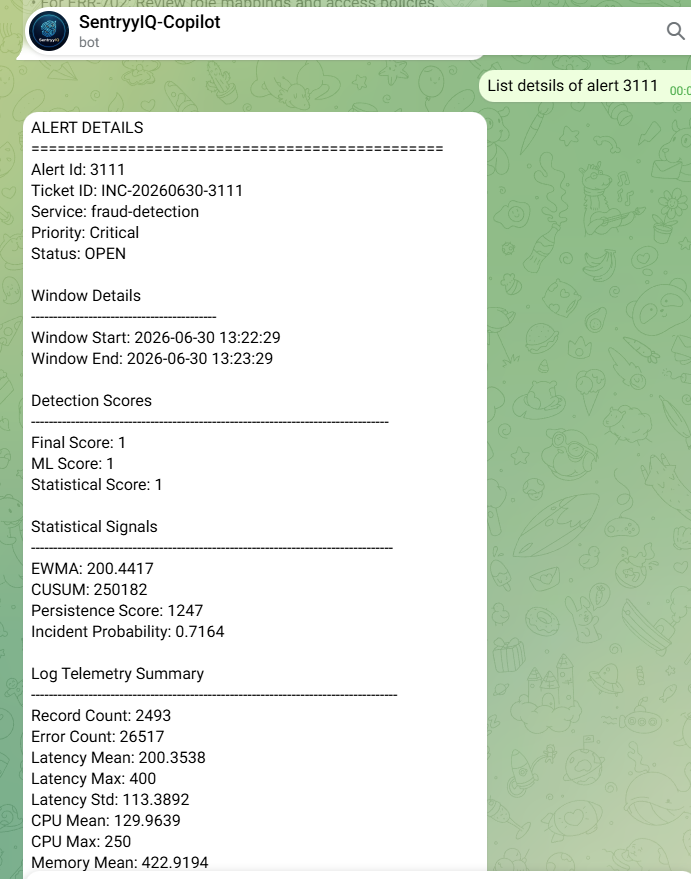 • For ERR-702: Review role mappings and access policies.
SentryyIQ-Copilot
bot
SentryyIQ
List detsils of alert 3111
ALERT DETAILS
===============================================
Alert Id: 3111
Ticket ID: INC-20260630-3111
Service: fraud-detection
Priority: Critical
Status: OPEN
Window Details
------------------------------------------
Window Start: 2026-06-30 13:22:29
Window End: 2026-06-30 13:23:29
Detection Scores
---------------------------------------------------------------------------------
Final Score: 1
ML Score: 1
Statistical Score: 1
Statistical Signals
----------------------------------------------------------------------------------
EWMA: 200.4417
CUSUM: 250182
Persistence Score: 1247
Incident Probability: 0.7164
Log Telemetry Summary
-----------------------------------------------------------------------------------
Record Count: 2493
Error Count: 26517
Latency Mean: 200.3538
Latency Max: 400
Latency Std: 113.3892
CPU Mean: 129.9639
CPU Max: 250
Memory Mean: 422.9194